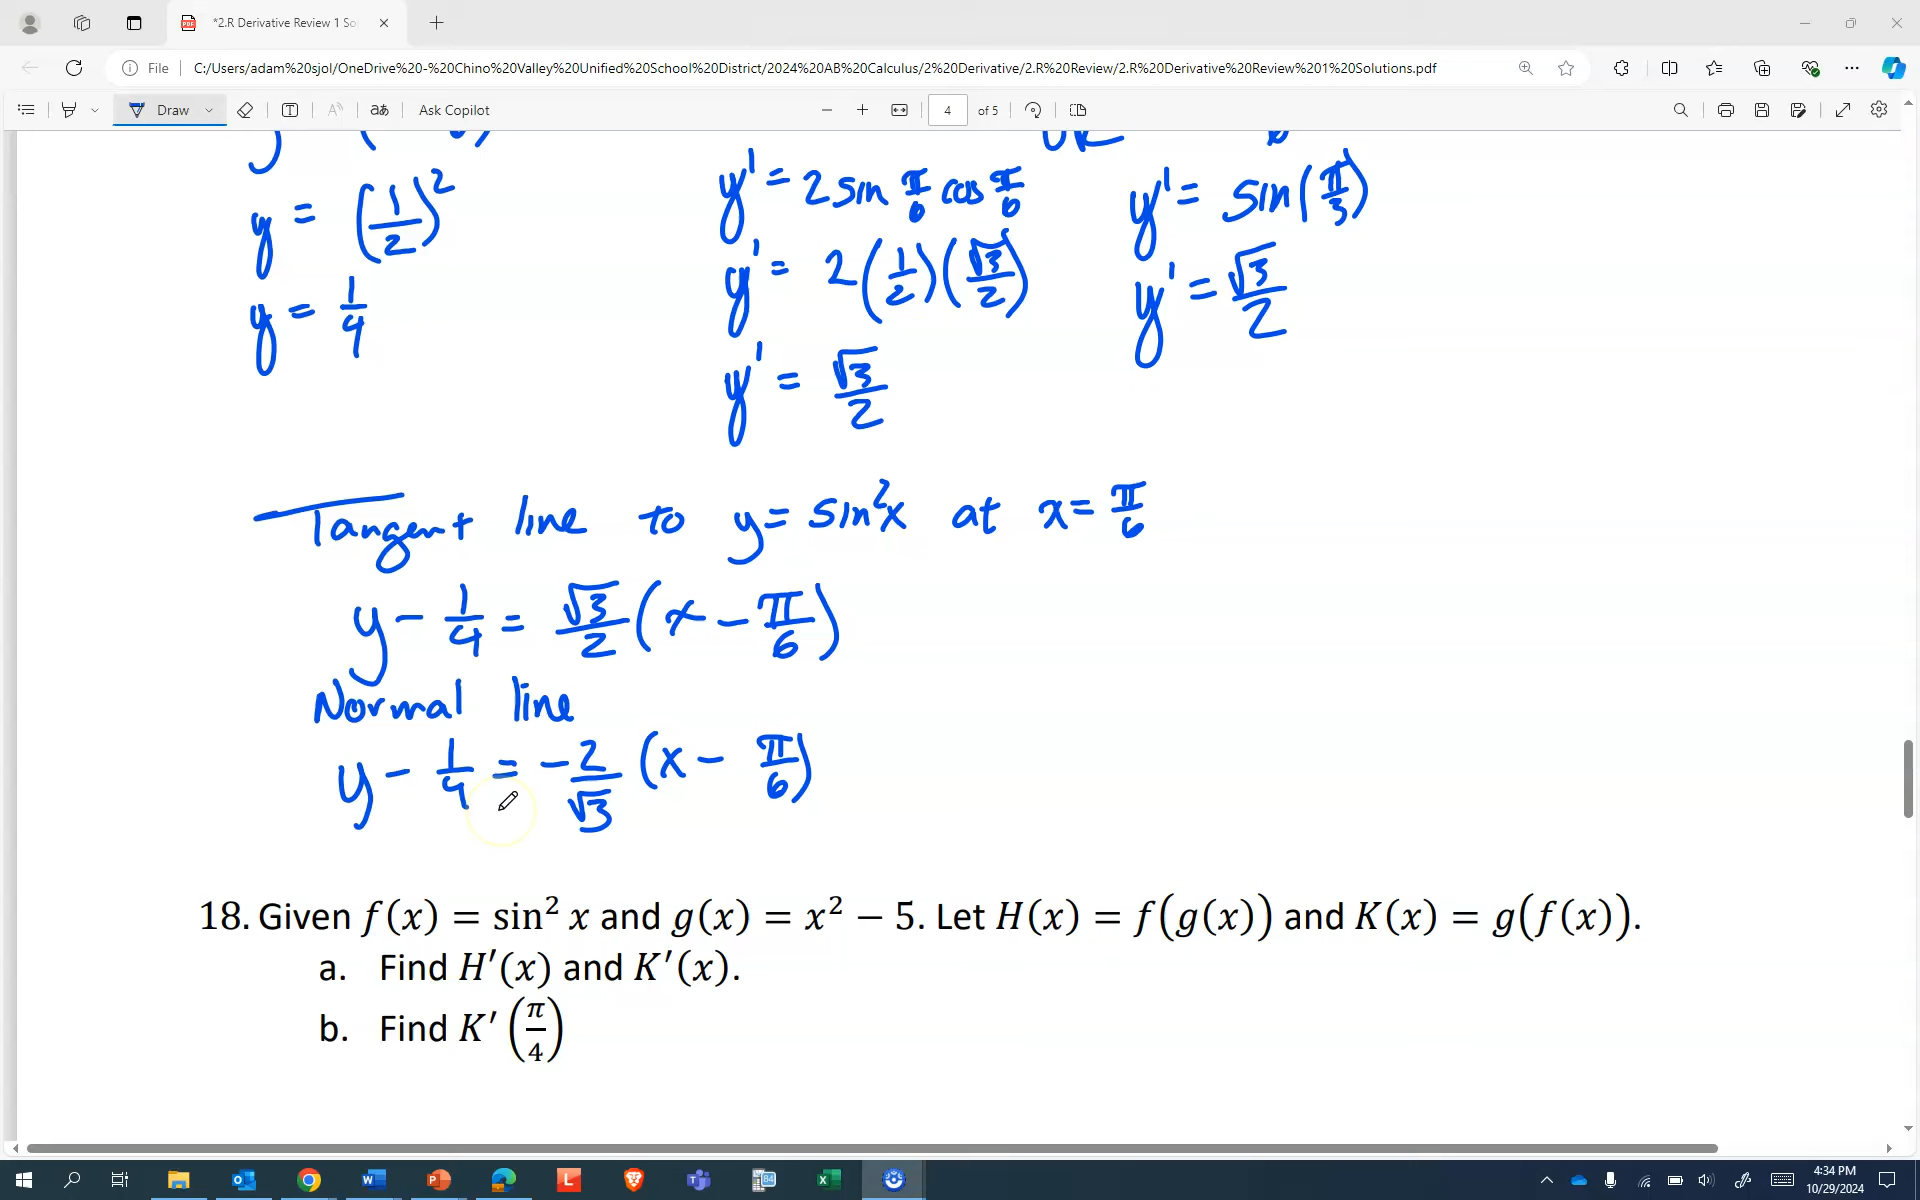 *2.R Derivative Review 1 So
File
C:/Users/adam%20sjol/OneDrive%20-%20Chino%20Valley%20Unified%20School%20District/2024%20AB%20Calculus/2%20Derivative/2.R%20Review/2.R%20Derivative%20Review%201%20Solutions.pdf
Draw
Ask Copilot
4 of 5
y = (1/2)²
y' = 2 sin π/6 cos π/6
y' = sin(π/3)
y = 1/4
y' = 2(1/2)(√3/2)
y' = √3/2
y' = √3/2
Tangent line to y = sin²x at x = π/6
y - 1/4 = √3/2 (x - π/6)
Normal line
y - 1/4 = -2/√3 (x - π/6)
18. Given f(x) = sin² x and g(x) = x² − 5. Let H(x) = f(g(x)) and K(x) = g(f(x)).
a. Find H′(x) and K′(x).
b. Find K′(π/4)
4:34 PM
10/29/2024